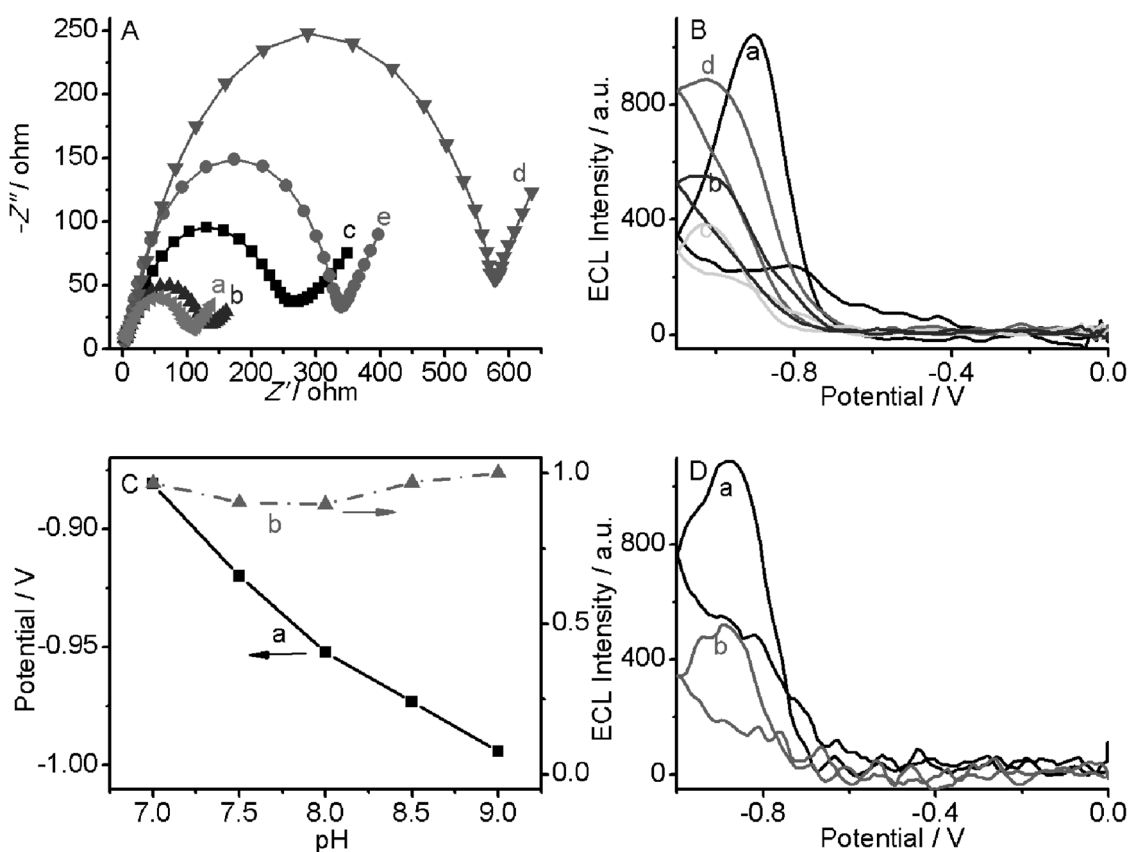 A
-Z″/ ohm
250
200
150
100
50
0
a
b
c
d
e
0 100 200 300 400 500 600
Z′/ ohm
B
ECL Intensity / a.u.
800
400
0
a
d
b
c
-0.8 -0.4 0.0
Potential / V
C
Potential / V
-0.90
-0.95
-1.00
a
b
1.0
0.5
0.0
7.0 7.5 8.0 8.5 9.0
pH
D
ECL Intensity / a.u.
800
400
0
a
b
-0.8 -0.4 0.0
Potential / V